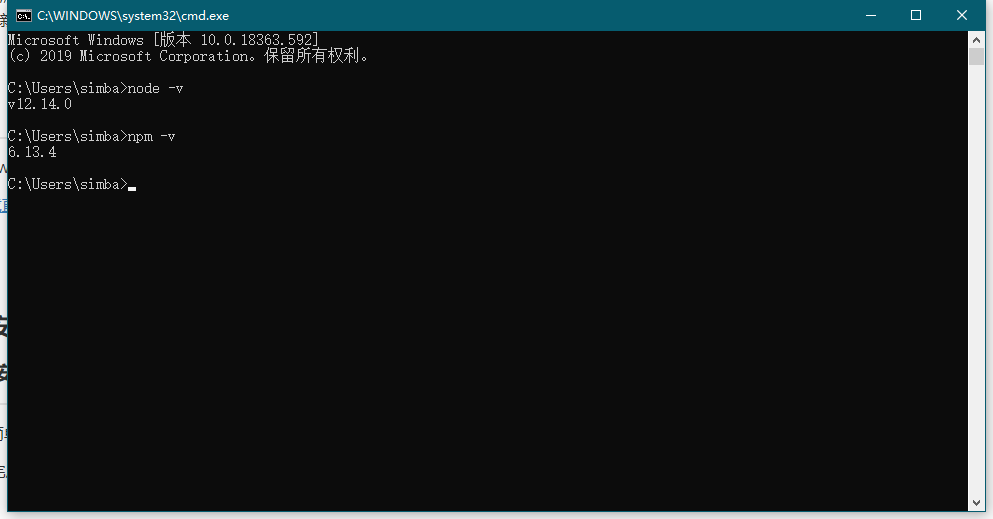 C:\WINDOWS\system32\cmd.exe
Microsoft Windows [版本 10.0.18363.592]
(c) 2019 Microsoft Corporation。保留所有权利。
C:\Users\simba>node -v
v12.14.0
C:\Users\simba>npm -v
6.13.4
C:\Users\simba>